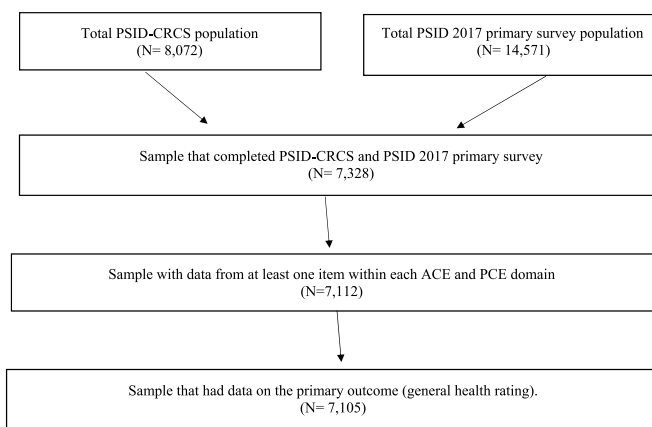 Total PSID-CRCS population
(N= 8,072)
Total PSID 2017 primary survey population
(N= 14,571)
Sample that completed PSID-CRCS and PSID 2017 primary survey
(N= 7,328)
Sample with data from at least one item within each ACE and PCE domain
(N=7,112)
Sample that had data on the primary outcome (general health rating).
(N= 7,105)